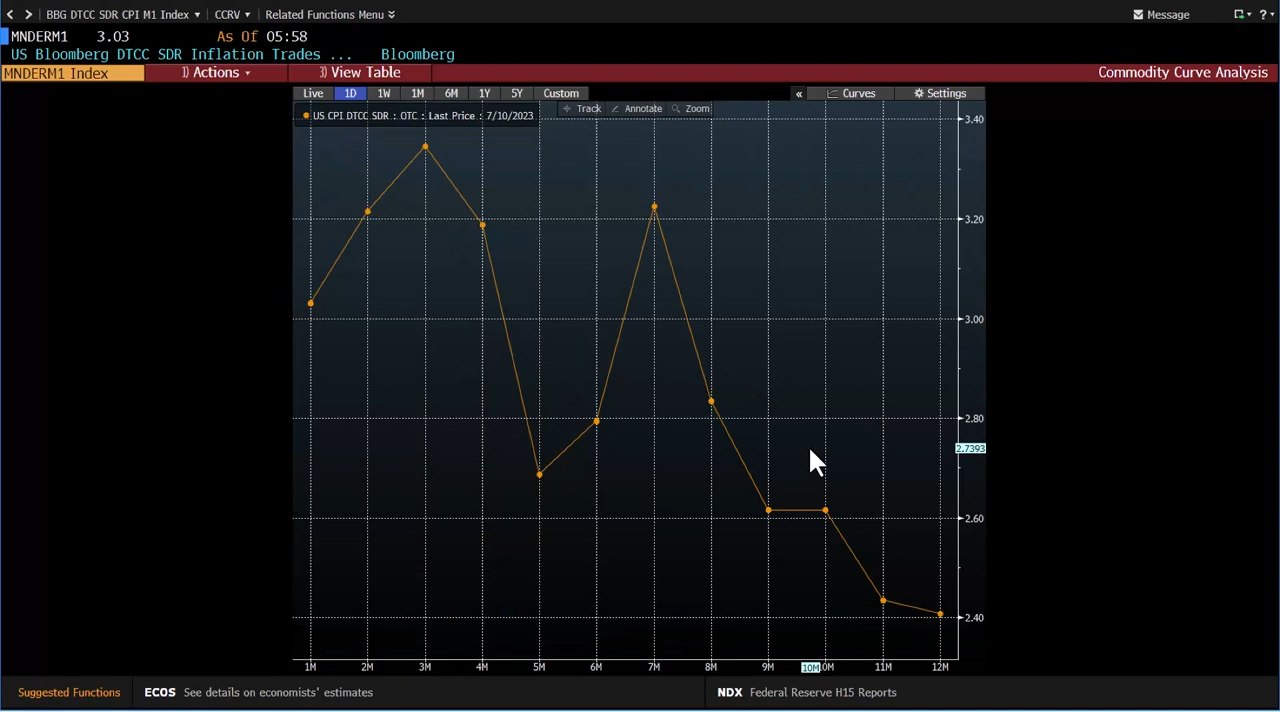 BBG DTCC SDR CPI M1 Index CCRV Related Functions Menu Message ?
MNDERM1 3.03 As Of 05:58
US Bloomberg DTCC SDR Inflation Trades ... Bloomberg
MNDERM1 Index 1) Actions 3) View Table Commodity Curve Analysis
Live 1D 1W 1M 6M 1Y 5Y Custom « Curves Settings
Track Annotate Zoom
US CPI DTCC SDR : OTC : Last Price : 7/10/2023
3.40
3.20
3.00
2.80
2.7393
2.60
2.40
1M 2M 3M 4M 5M 6M 7M 8M 9M 10M 0M 11M 12M
Suggested Functions ECOS See details on economists' estimates NDX Federal Reserve H15 Reports